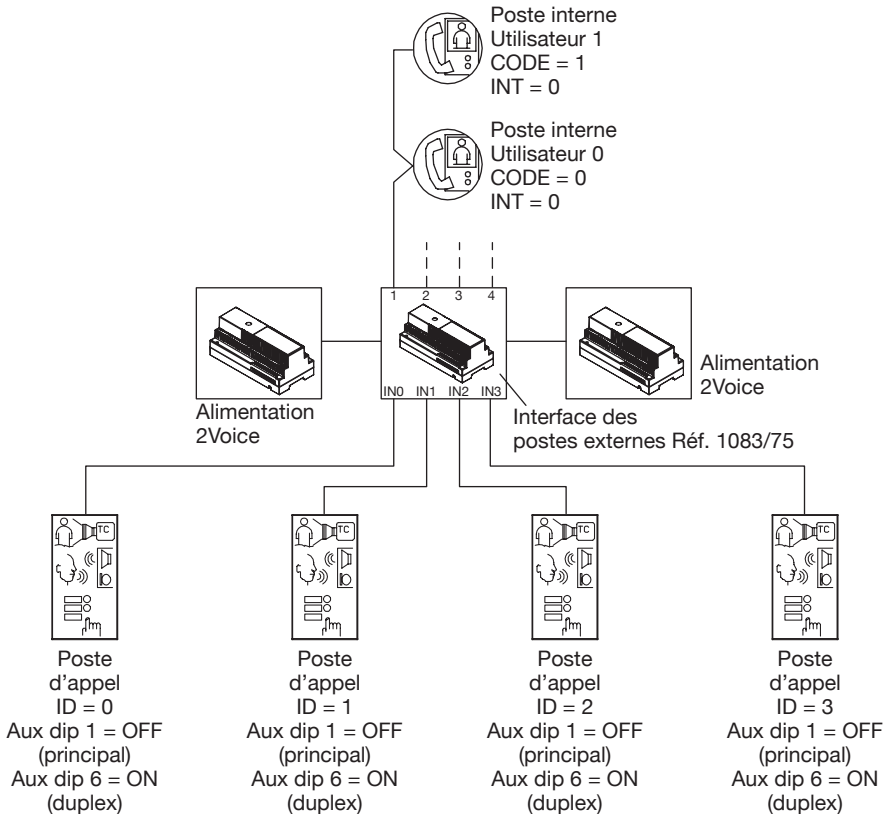 Poste interne
Utilisateur 1
CODE = 1
INT = 0
Poste interne
Utilisateur 0
CODE = 0
INT = 0
1 2 3 4
IN0 IN1 IN2 IN3
Alimentation
2Voice
Alimentation
2Voice
Interface des
postes externes Réf. 1083/75
TC
TC
TC
TC
Poste
d'appel
ID = 0
Aux dip 1 = OFF
(principal)
Aux dip 6 = ON
(duplex)
Poste
d'appel
ID = 1
Aux dip 1 = OFF
(principal)
Aux dip 6 = ON
(duplex)
Poste
d'appel
ID = 2
Aux dip 1 = OFF
(principal)
Aux dip 6 = ON
(duplex)
Poste
d'appel
ID = 3
Aux dip 1 = OFF
(principal)
Aux dip 6 = ON
(duplex)